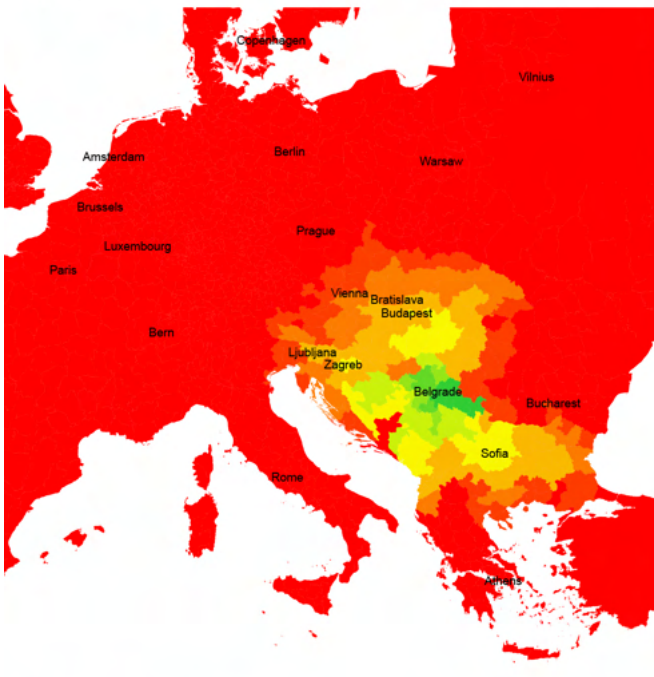 Copenhagen
Vilnius
Amsterdam
Berlin
Warsaw
Brussels
Prague
Luxembourg
Paris
Vienna
Bratislava
Budapest
Bern
Ljubljana
Zagreb
Belgrade
Bucharest
Sofia
Rome
Athens